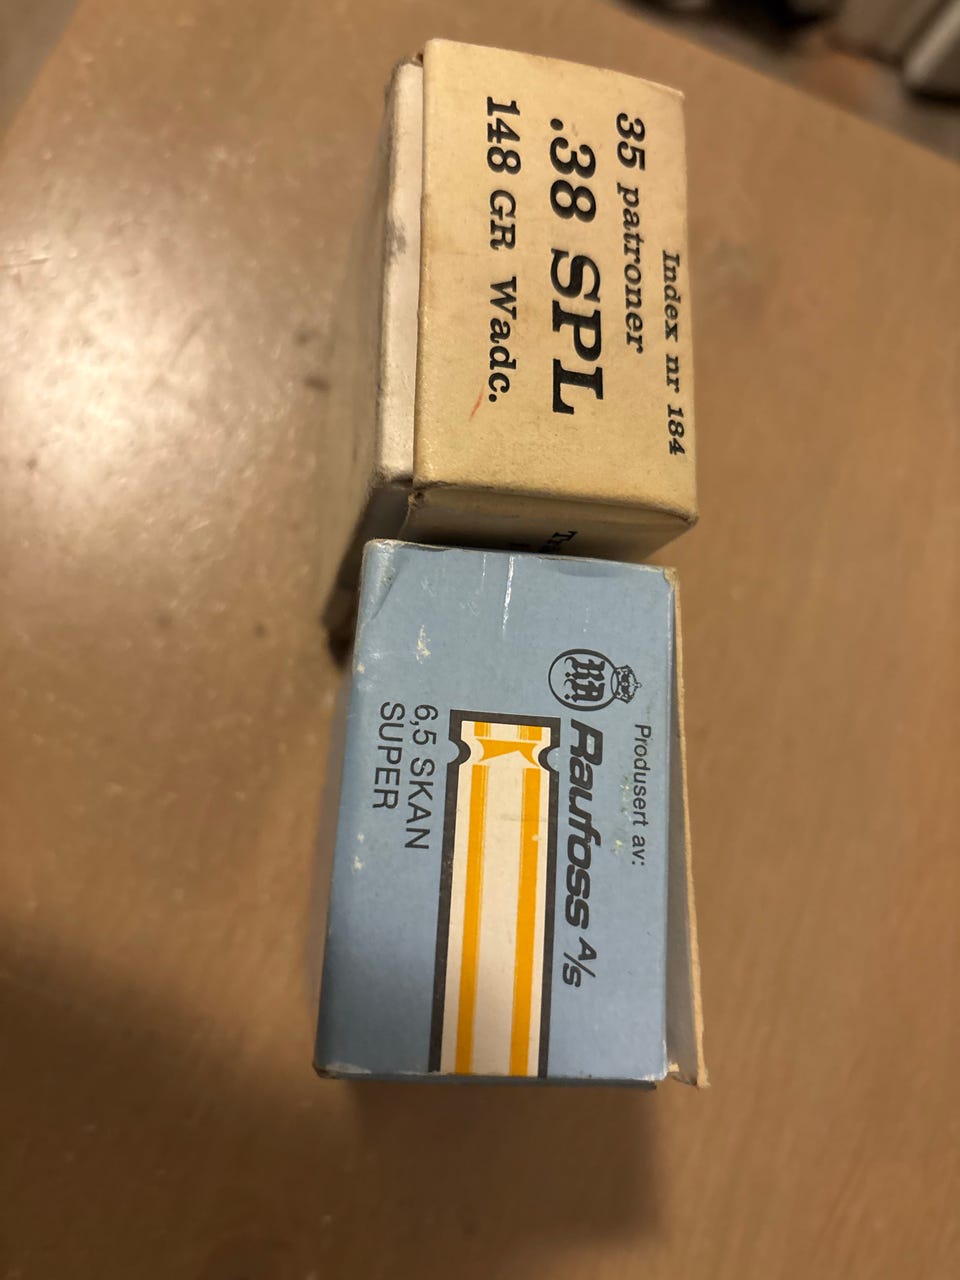 Index nr 184
35 patroner
.38 SPL
148 GR Wadc.
Produsert av:
Raufoss A/S
6,5 SKAN
SUPER